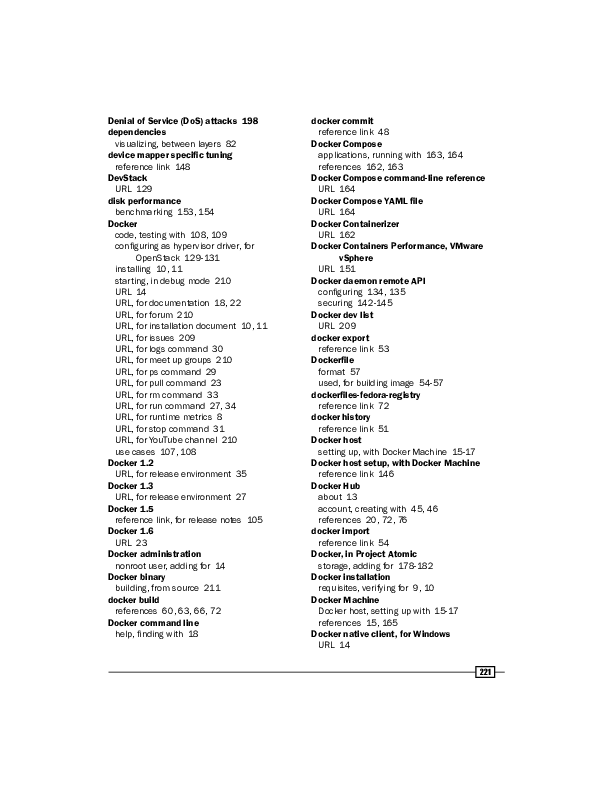 Denial of Service (DoS) attacks 198
dependencies
visualizing, between layers 82
device mapper specific tuning
reference link 148
DevStack
URL 129
disk performance
benchmarking 153, 154
Docker
code, testing with 108, 109
configuring as hypervisor driver, for
OpenStack 129-131
installing 10, 11
starting, in debug mode 210
URL 14
URL, for documentation 18, 22
URL, for forum 210
URL, for installation document 10, 11
URL, for issues 209
URL, for logs command 30
URL, for meet up groups 210
URL, for ps command 29
URL, for pull command 23
URL, for rm command 33
URL, for run command 27, 34
URL, for runtime metrics 8
URL, for stop command 31
URL, for YouTube channel 210
use cases 107, 108
Docker 1.2
URL, for release environment 35
Docker 1.3
URL, for release environment 27
Docker 1.5
reference link, for release notes 105
Docker 1.6
URL 23
Docker administration
nonroot user, adding for 14
Docker binary
building, from source 211
docker build
references 60, 63, 66, 72
Docker command line
help, finding with 18
docker commit
reference link 48
Docker Compose
applications, running with 163, 164
references 162, 163
Docker Compose command-line reference
URL 164
Docker Compose YAML file
URL 164
Docker Containerizer
URL 162
Docker Containers Performance, VMware
vSphere
URL 151
Docker daemon remote API
configuring 134, 135
securing 142-145
Docker dev list
URL 209
docker export
reference link 53
Dockerfile
format 57
used, for building image 54-57
dockerfiles-fedora-registry
reference link 72
docker history
reference link 51
Docker host
setting up, with Docker Machine 15-17
Docker host setup, with Docker Machine
reference link 146
Docker Hub
about 13
account, creating with 45, 46
references 20, 72, 76
docker import
reference link 54
Docker, in Project Atomic
storage, adding for 178-182
Docker installation
requisites, verifying for 9, 10
Docker Machine
Docker host, setting up with 15-17
references 15, 165
Docker native client, for Windows
URL 14
221